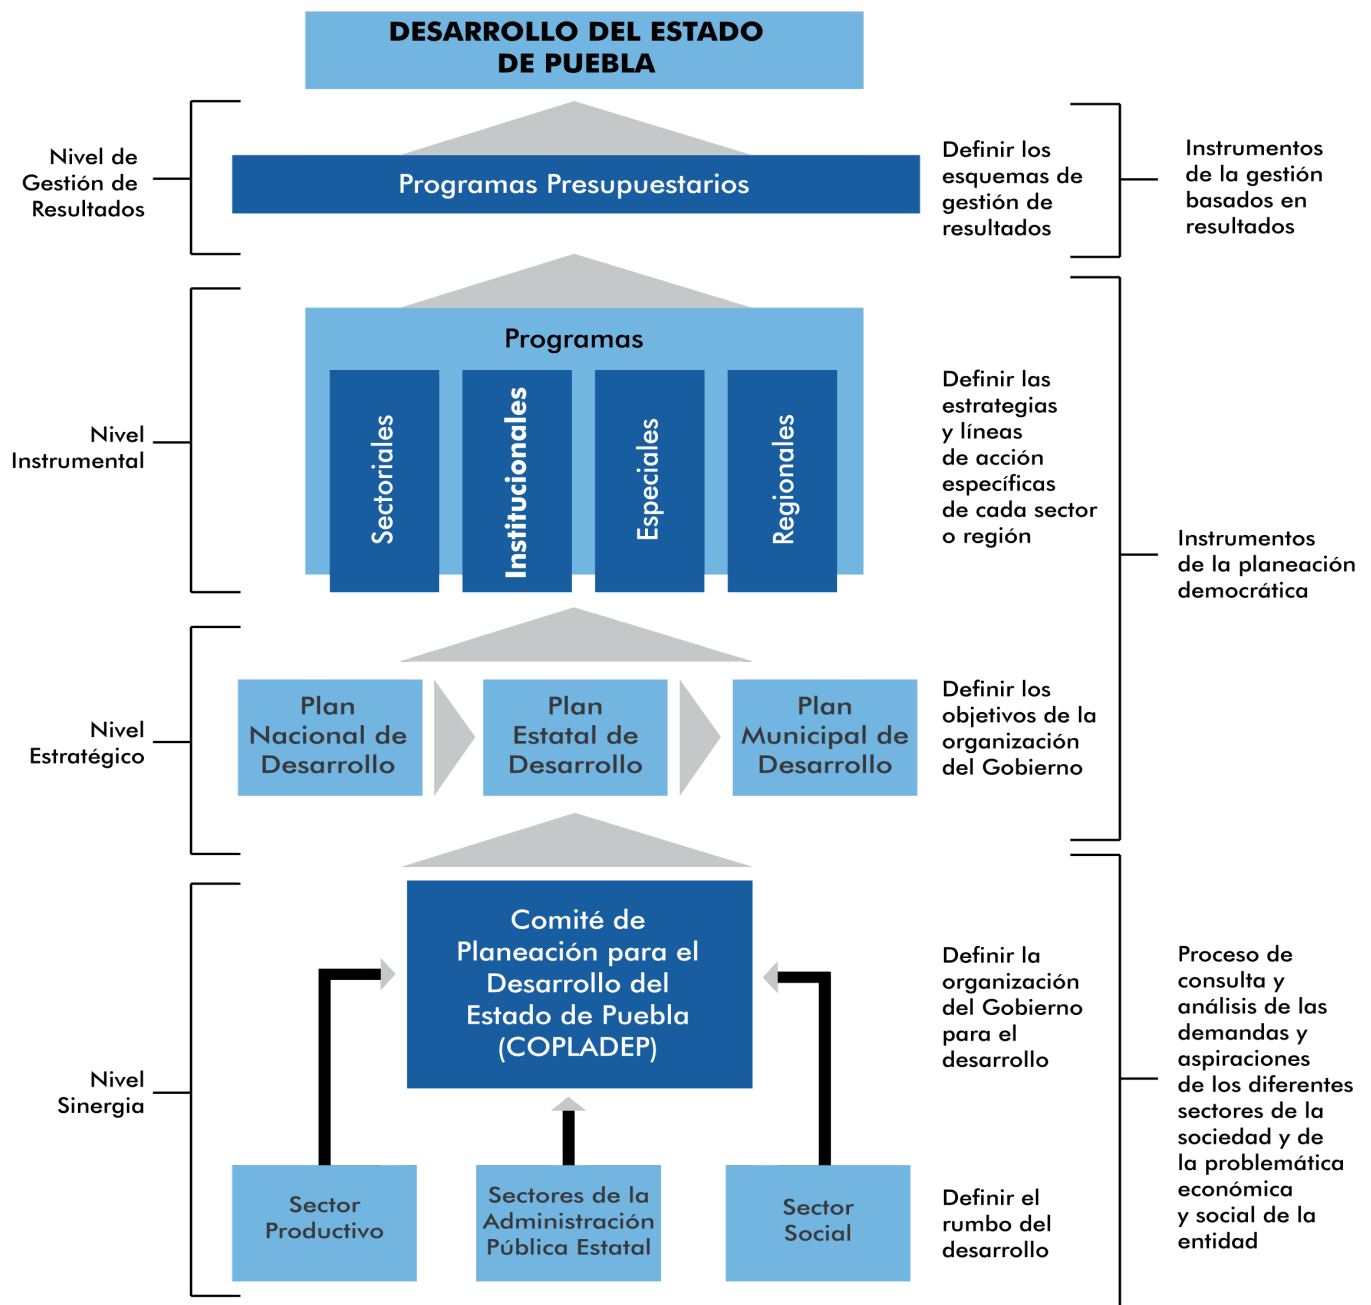 DESARROLLO DEL ESTADO
DE PUEBLA
Nivel de
Gestión de
Resultados
Programas Presupuestarios
Definir los
esquemas de
gestión de
resultados
Instrumentos
de la gestión
basados en
resultados
Nivel
Instrumental
Programas
Sectoriales
Institucionales
Especiales
Regionales
Definir las
estrategias
y líneas
de acción
específicas
de cada sector
o región
Instrumentos
de la planeación
democrática
Nivel
Estratégico
Plan
Nacional de
Desarrollo
Plan
Estatal de
Desarrollo
Plan
Municipal de
Desarrollo
Definir los
objetivos de la
organización
del Gobierno
Nivel
Sinergia
Comité de
Planeación para el
Desarrollo del
Estado de Puebla
(COPLADEP)
Definir la
organización
del Gobierno
para el
desarrollo
Proceso de
consulta y
análisis de las
demandas y
aspiraciones
de los diferentes
sectores de la
sociedad y de
la problemática
económica
y social de la
entidad
Sector
Productivo
Sectores de la
Administración
Pública Estatal
Sector
Social
Definir el
rumbo del
desarrollo